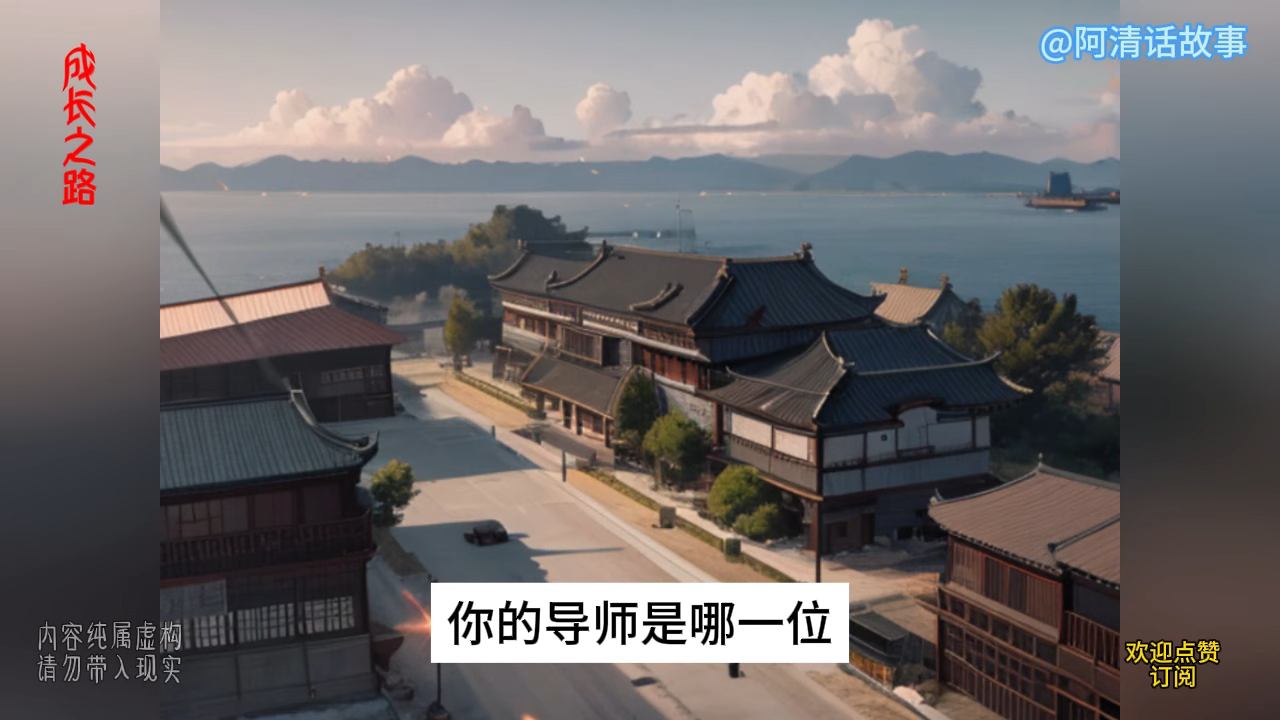 成长之路
@阿清话故事
你的导师是哪一位
内容纯属虚构
请勿带入现实
欢迎点赞
订阅